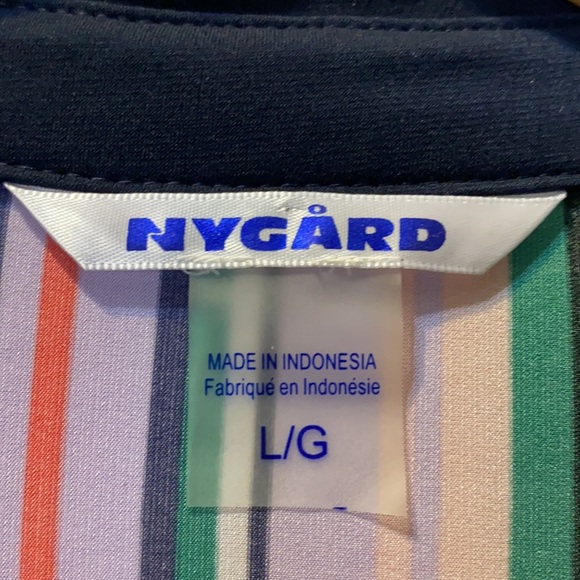 NYGÅRD
MADE IN INDONESIA
Fabriqué en Indonésie
L/G